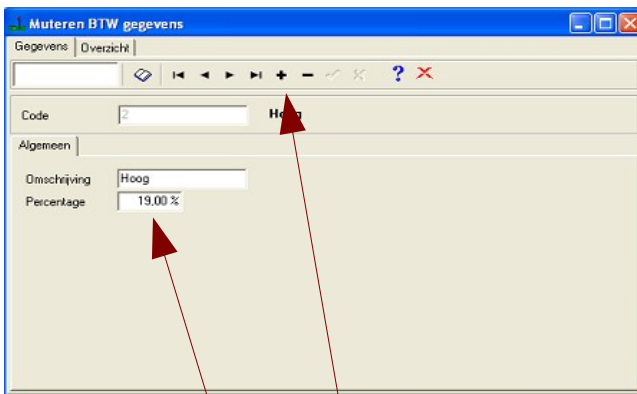 Muteren BTW gegevens
Gegevens Overzicht
Code 2 Hoog
Algemeen
Omschrijving Hoog
Percentage 19,00 %